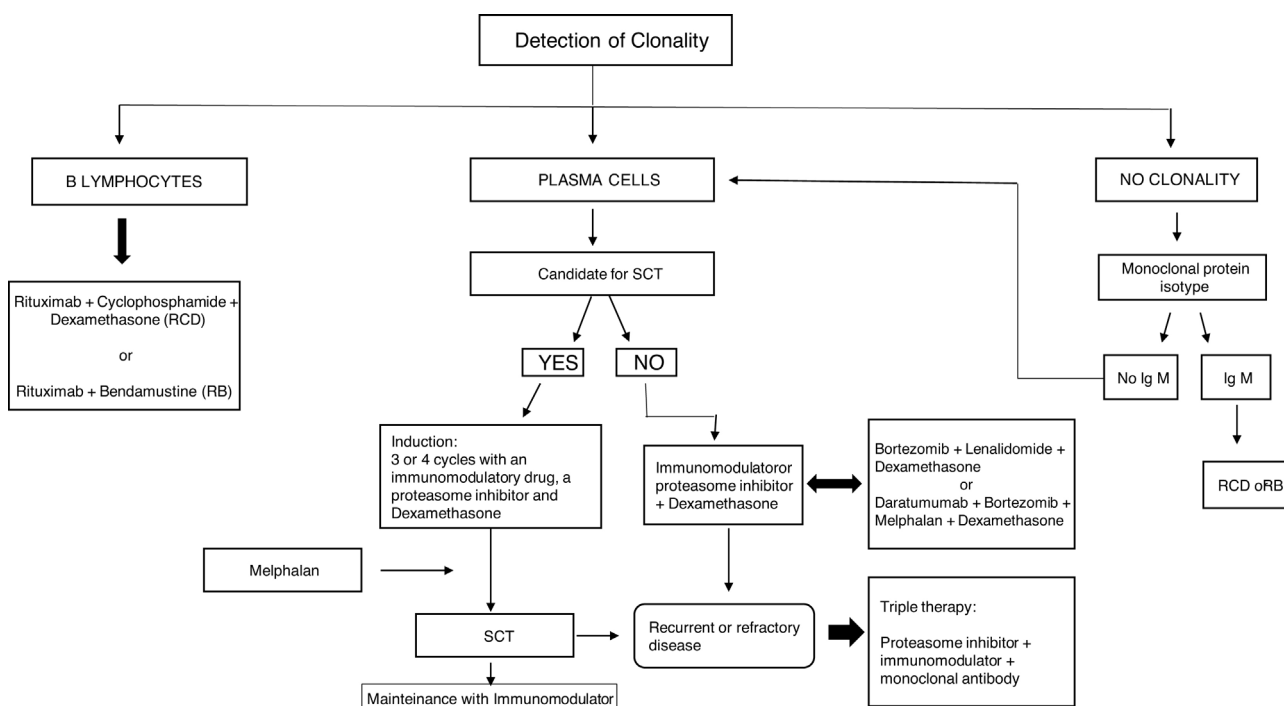 Detection of Clonality
B LYMPHOCYTES
PLASMA CELLS
NO CLONALITY
Candidate for SCT
Monoclonal protein
isotype
Rituximab + Cyclophosphamide +
Dexamethasone (RCD)
or
Rituximab + Bendamustine (RB)
YES
NO
No Ig M
Ig M
Induction:
3 or 4 cycles with an
immunomodulatory drug, a
proteasome inhibitor and
Dexamethasone
Immunomodulatoror
proteasome inhibitor
+ Dexamethasone
Bortezomib + Lenalidomide +
Dexamethasone
or
Daratumumab + Bortezomib +
Melphalan + Dexamethasone
RCD oRB
Melphalan
SCT
Recurrent or refractory
disease
Triple therapy:
Proteasome inhibitor +
immunomodulator +
monoclonal antibody
Mainteinance with Immunomodulator